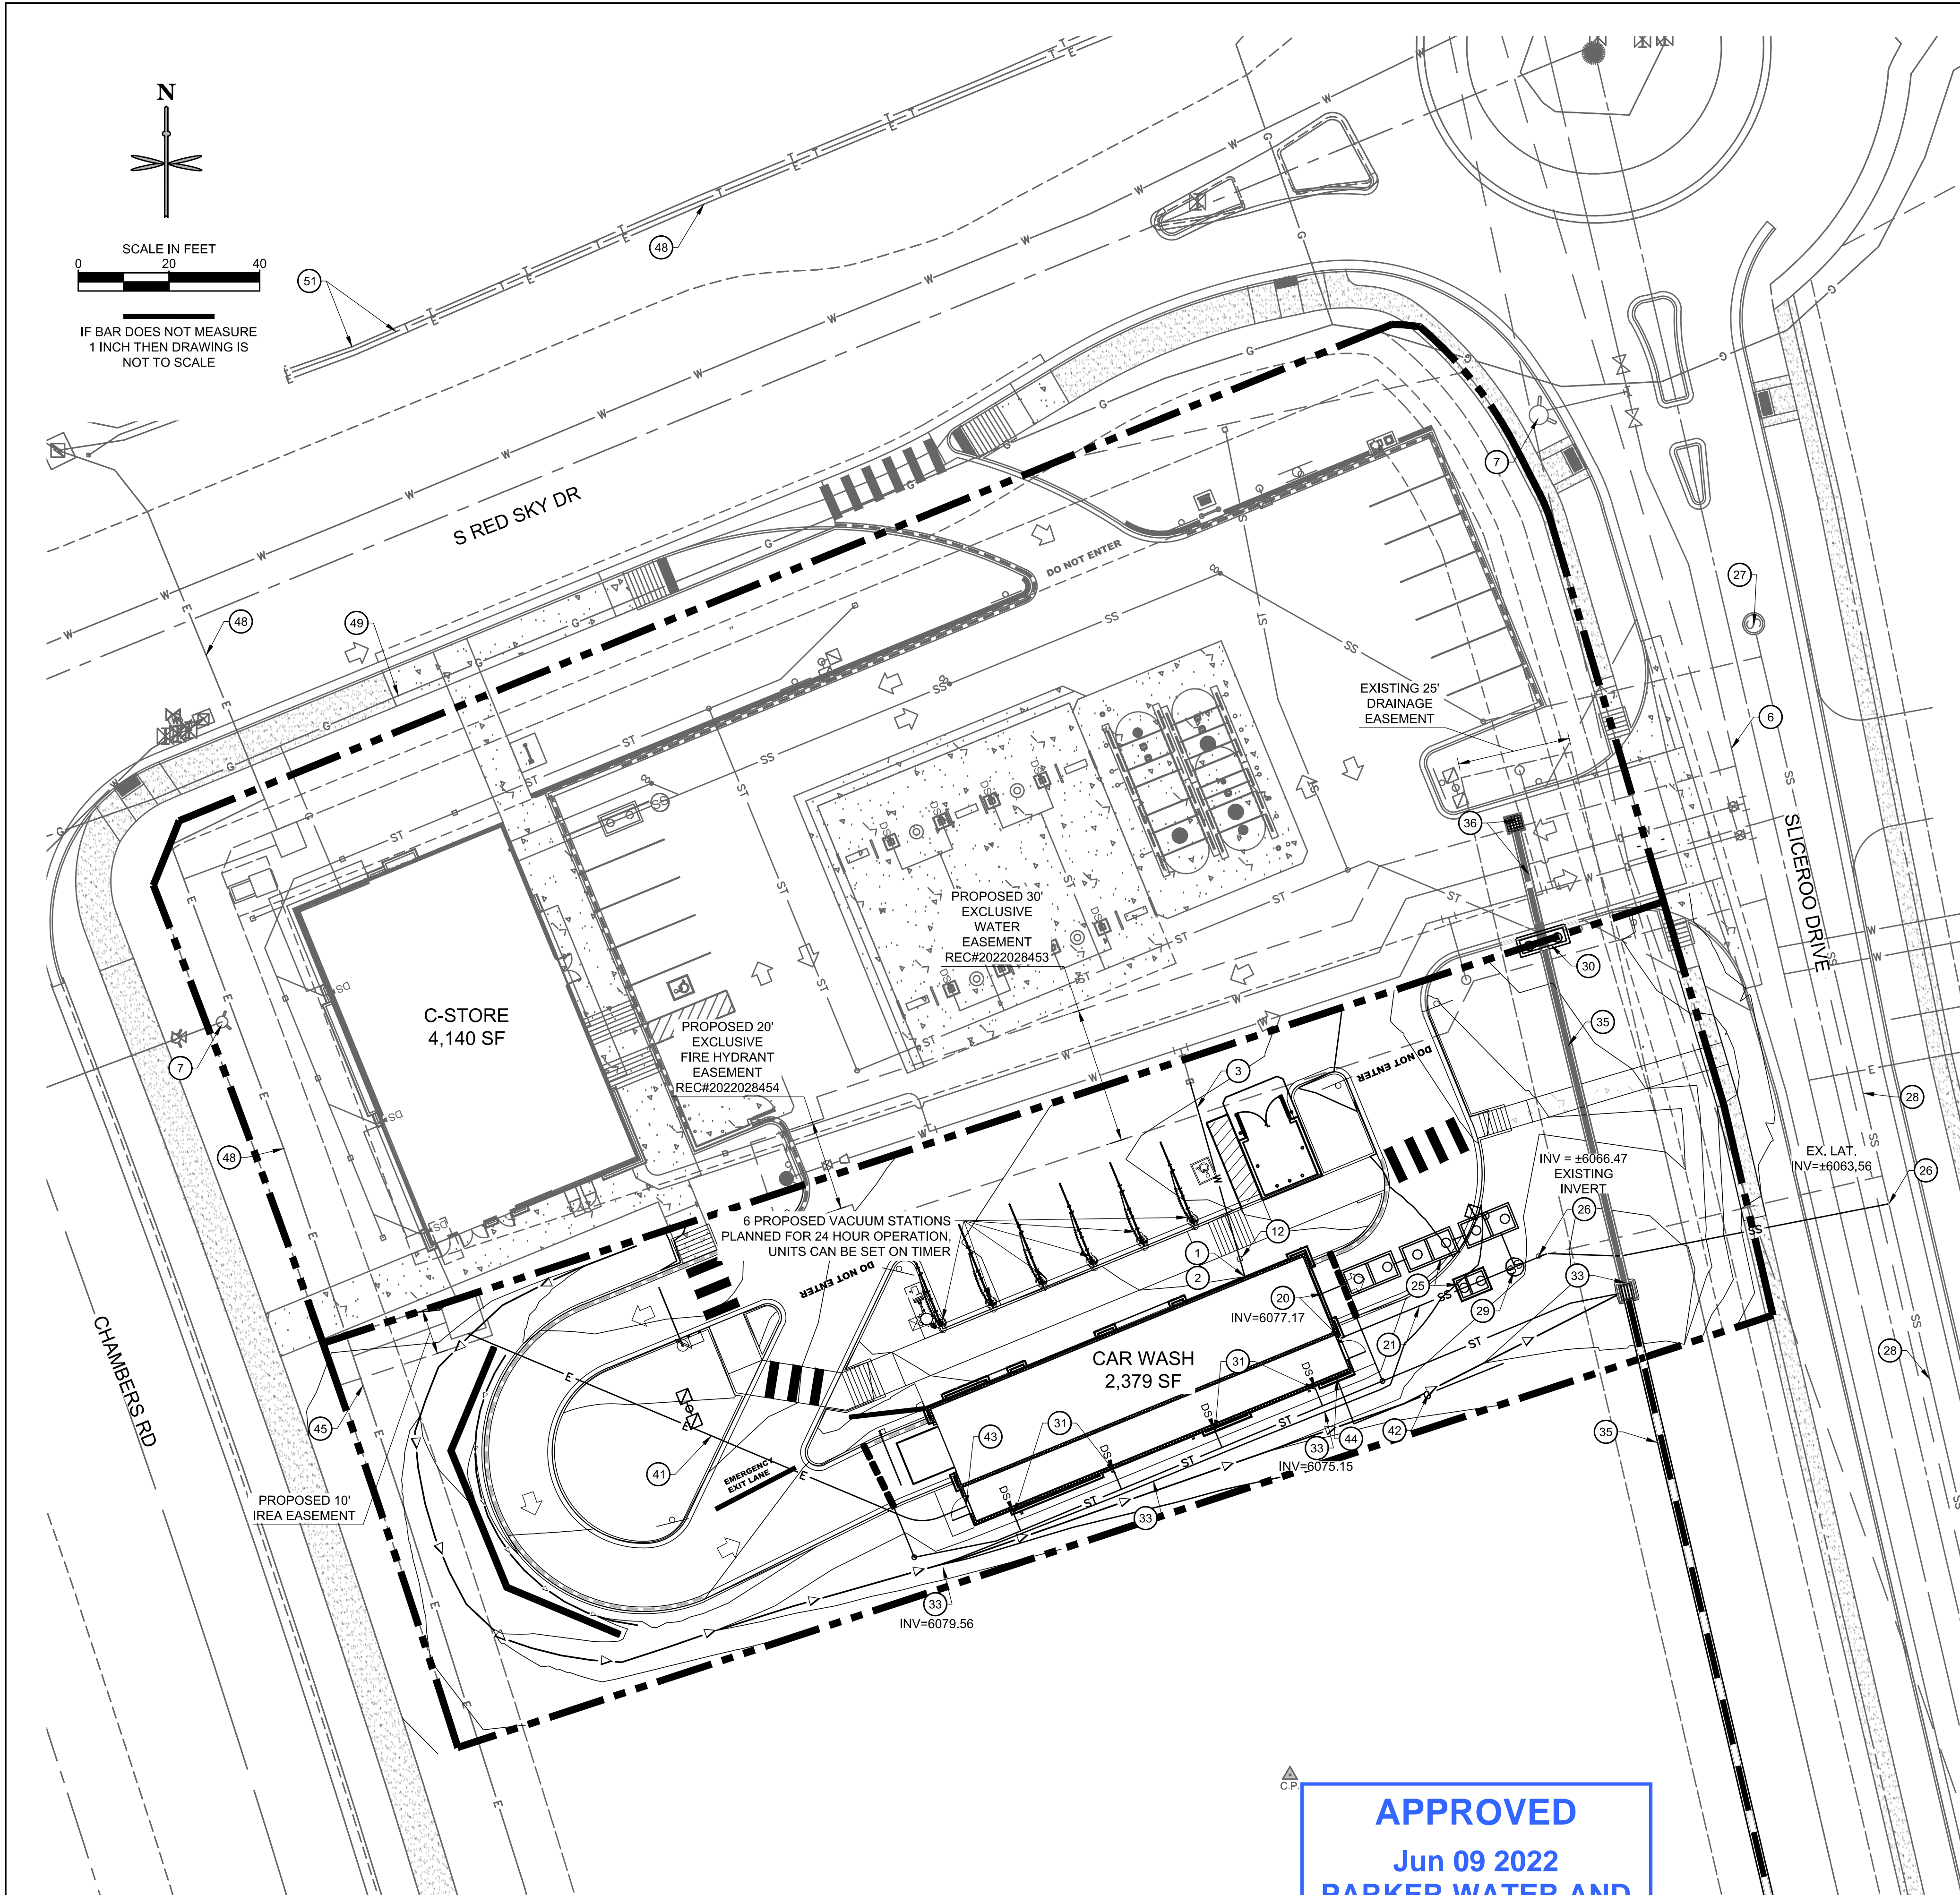 N
SCALE IN FEET
0 20 40
IF BAR DOES NOT MEASURE
1 INCH THEN DRAWING IS
NOT TO SCALE
51
48
S RED SKY DR
DO NOT ENTER
7
27
48
49
EXISTING 25'
DRAINAGE
EASEMENT
6
36
SLICEROO DRIVE
PROPOSED 30'
EXCLUSIVE
WATER
EASEMENT
REC#2022028453
30
C-STORE
4,140 SF
35
PROPOSED 20'
EXCLUSIVE
FIRE HYDRANT
EASEMENT
REC#2022028454
7
3
DO NOT ENTER
28
48
INV = ±6066.47
EXISTING
INVERT
EX. LAT.
INV=±6063.56
26
26
6 PROPOSED VACUUM STATIONS
PLANNED FOR 24 HOUR OPERATION,
UNITS CAN BE SET ON TIMER
DO NOT ENTER
12
1
2
25
33
20
INV=6077.17
29
21
28
CHAMBERS RD
CAR WASH
2,379 SF
31
45
31
43
44
42
35
33
INV=6075.15
41
EMERGENCY
EXIT LANE
PROPOSED 10'
IREA EASEMENT
33
33
INV=6079.56
C.P.
APPROVED
Jun 09 2022
PARKER WATER AND